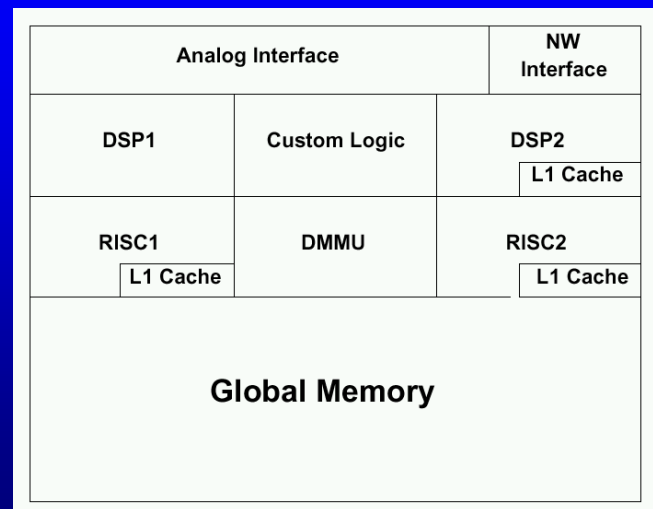 Analog Interface
NW
Interface
DSP1
Custom Logic
DSP2
L1 Cache
RISC1
DMMU
RISC2
L1 Cache
L1 Cache
Global Memory